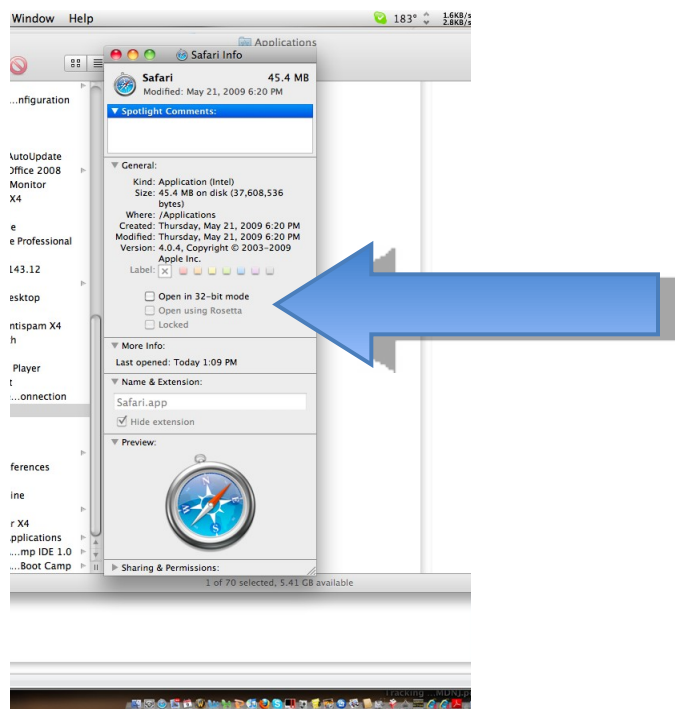 Window Help
183° 1.6KB/s
2.8KB/s
Applications
Safari Info
Safari 45.4 MB
Modified: May 21, 2009 6:20 PM
Spotlight Comments:
General:
Kind: Application (Intel)
Size: 45.4 MB on disk (37,608,536
bytes)
Where: /Applications
Created: Thursday, May 21, 2009 6:20 PM
Modified: Thursday, May 21, 2009 6:20 PM
Version: 4.0.4, Copyright © 2003-2009
Apple Inc.
Label:
Open in 32-bit mode
Open using Rosetta
Locked
More Info:
Last opened: Today 1:09 PM
Name & Extension:
Safari.app
Hide extension
Preview:
Sharing & Permissions:
...nfiguration
AutoUpdate
Office 2008
Monitor
X4
e
e Professional
143.12
esktop
ntispam X4
h
Player
t
...onnection
ferences
ine
r X4
pplications
...mp IDE 1.0
...Boot Camp
1 of 70 selected, 5.41 GB available
Tracking ...MDNJ.p